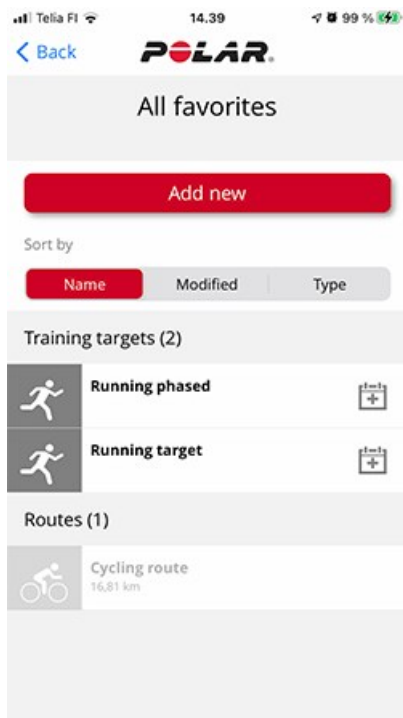 Telia FI 14.39 99 %
Back POLAR.
All favorites
Add new
Sort by
Name Modified Type
Training targets (2)
Running phased
Running target
Routes (1)
Cycling route
16,81 km